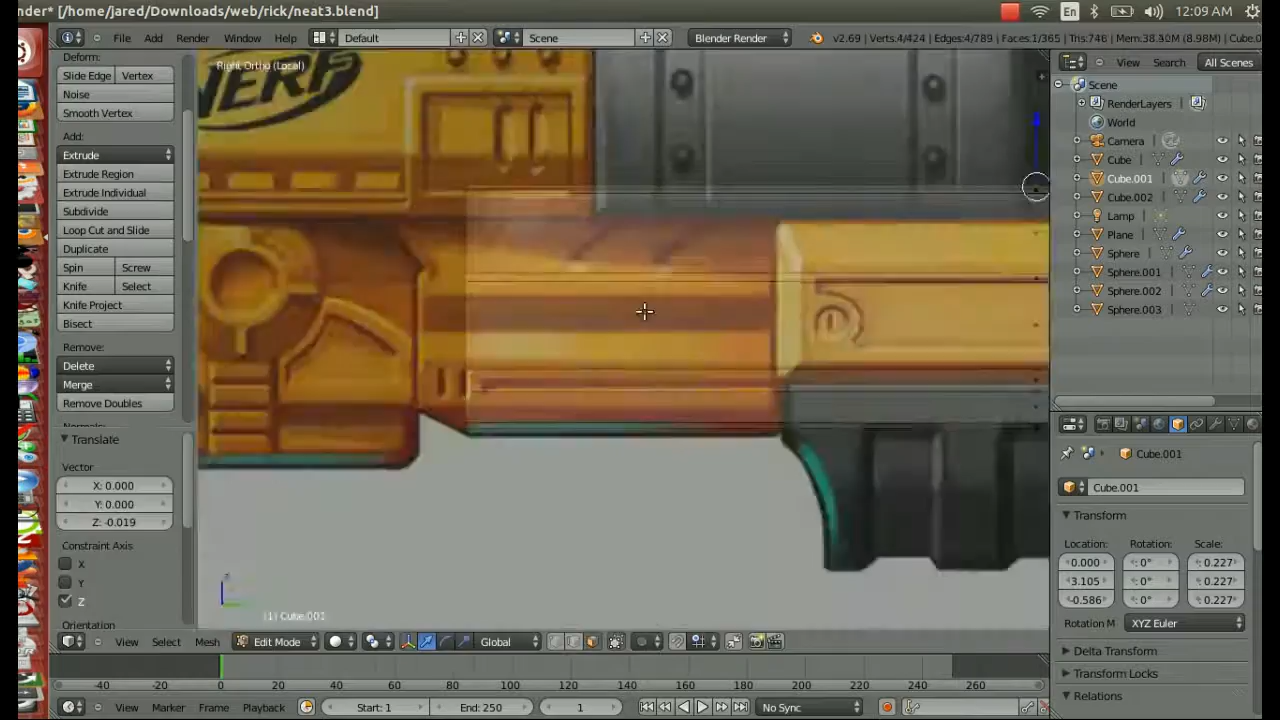 nder* [/home/jared/Downloads/web/rick/neat3.blend]
En
12:09 AM
File Add Render Window Help
Default
Scene
Blender Render
v2.69 | Verts:4/424 | Edges:4/789 | Faces:1/365 | Tris:746 | Mem:38.80M (8.98M) | Cube.0
Deform:
Slide Edge Vertex
Noise
Smooth Vertex
Add:
Extrude
Extrude Region
Extrude Individual
Subdivide
Loop Cut and Slide
Duplicate
Spin Screw
Knife Select
Knife Project
Bisect
Remove:
Delete
Merge
Remove Doubles
Translate
Vector
X: 0.000
Y: 0.000
Z: -0.019
Constraint Axis
X
Y
Z
Orientation
Right Ortho (Local)
NERF
(1) Cube.001
View Search All Scenes
Scene
RenderLayers
World
Camera
Cube
Cube.001
Cube.002
Lamp
Plane
Sphere
Sphere.001
Sphere.002
Sphere.003
Cube.001
Cube.001
Transform
Location: Rotation: Scale:
0.000 0° 0.227
3.105 0° 0.227
-0.586 0° 0.227
Rotation M XYZ Euler
Delta Transform
Transform Locks
Relations
View Select Mesh Edit Mode Global
-40 -20 0 20 40 60 80 100 120 140 160 180 200 220 240 260
View Marker Frame Playback Start: 1 End: 250 1 No Sync